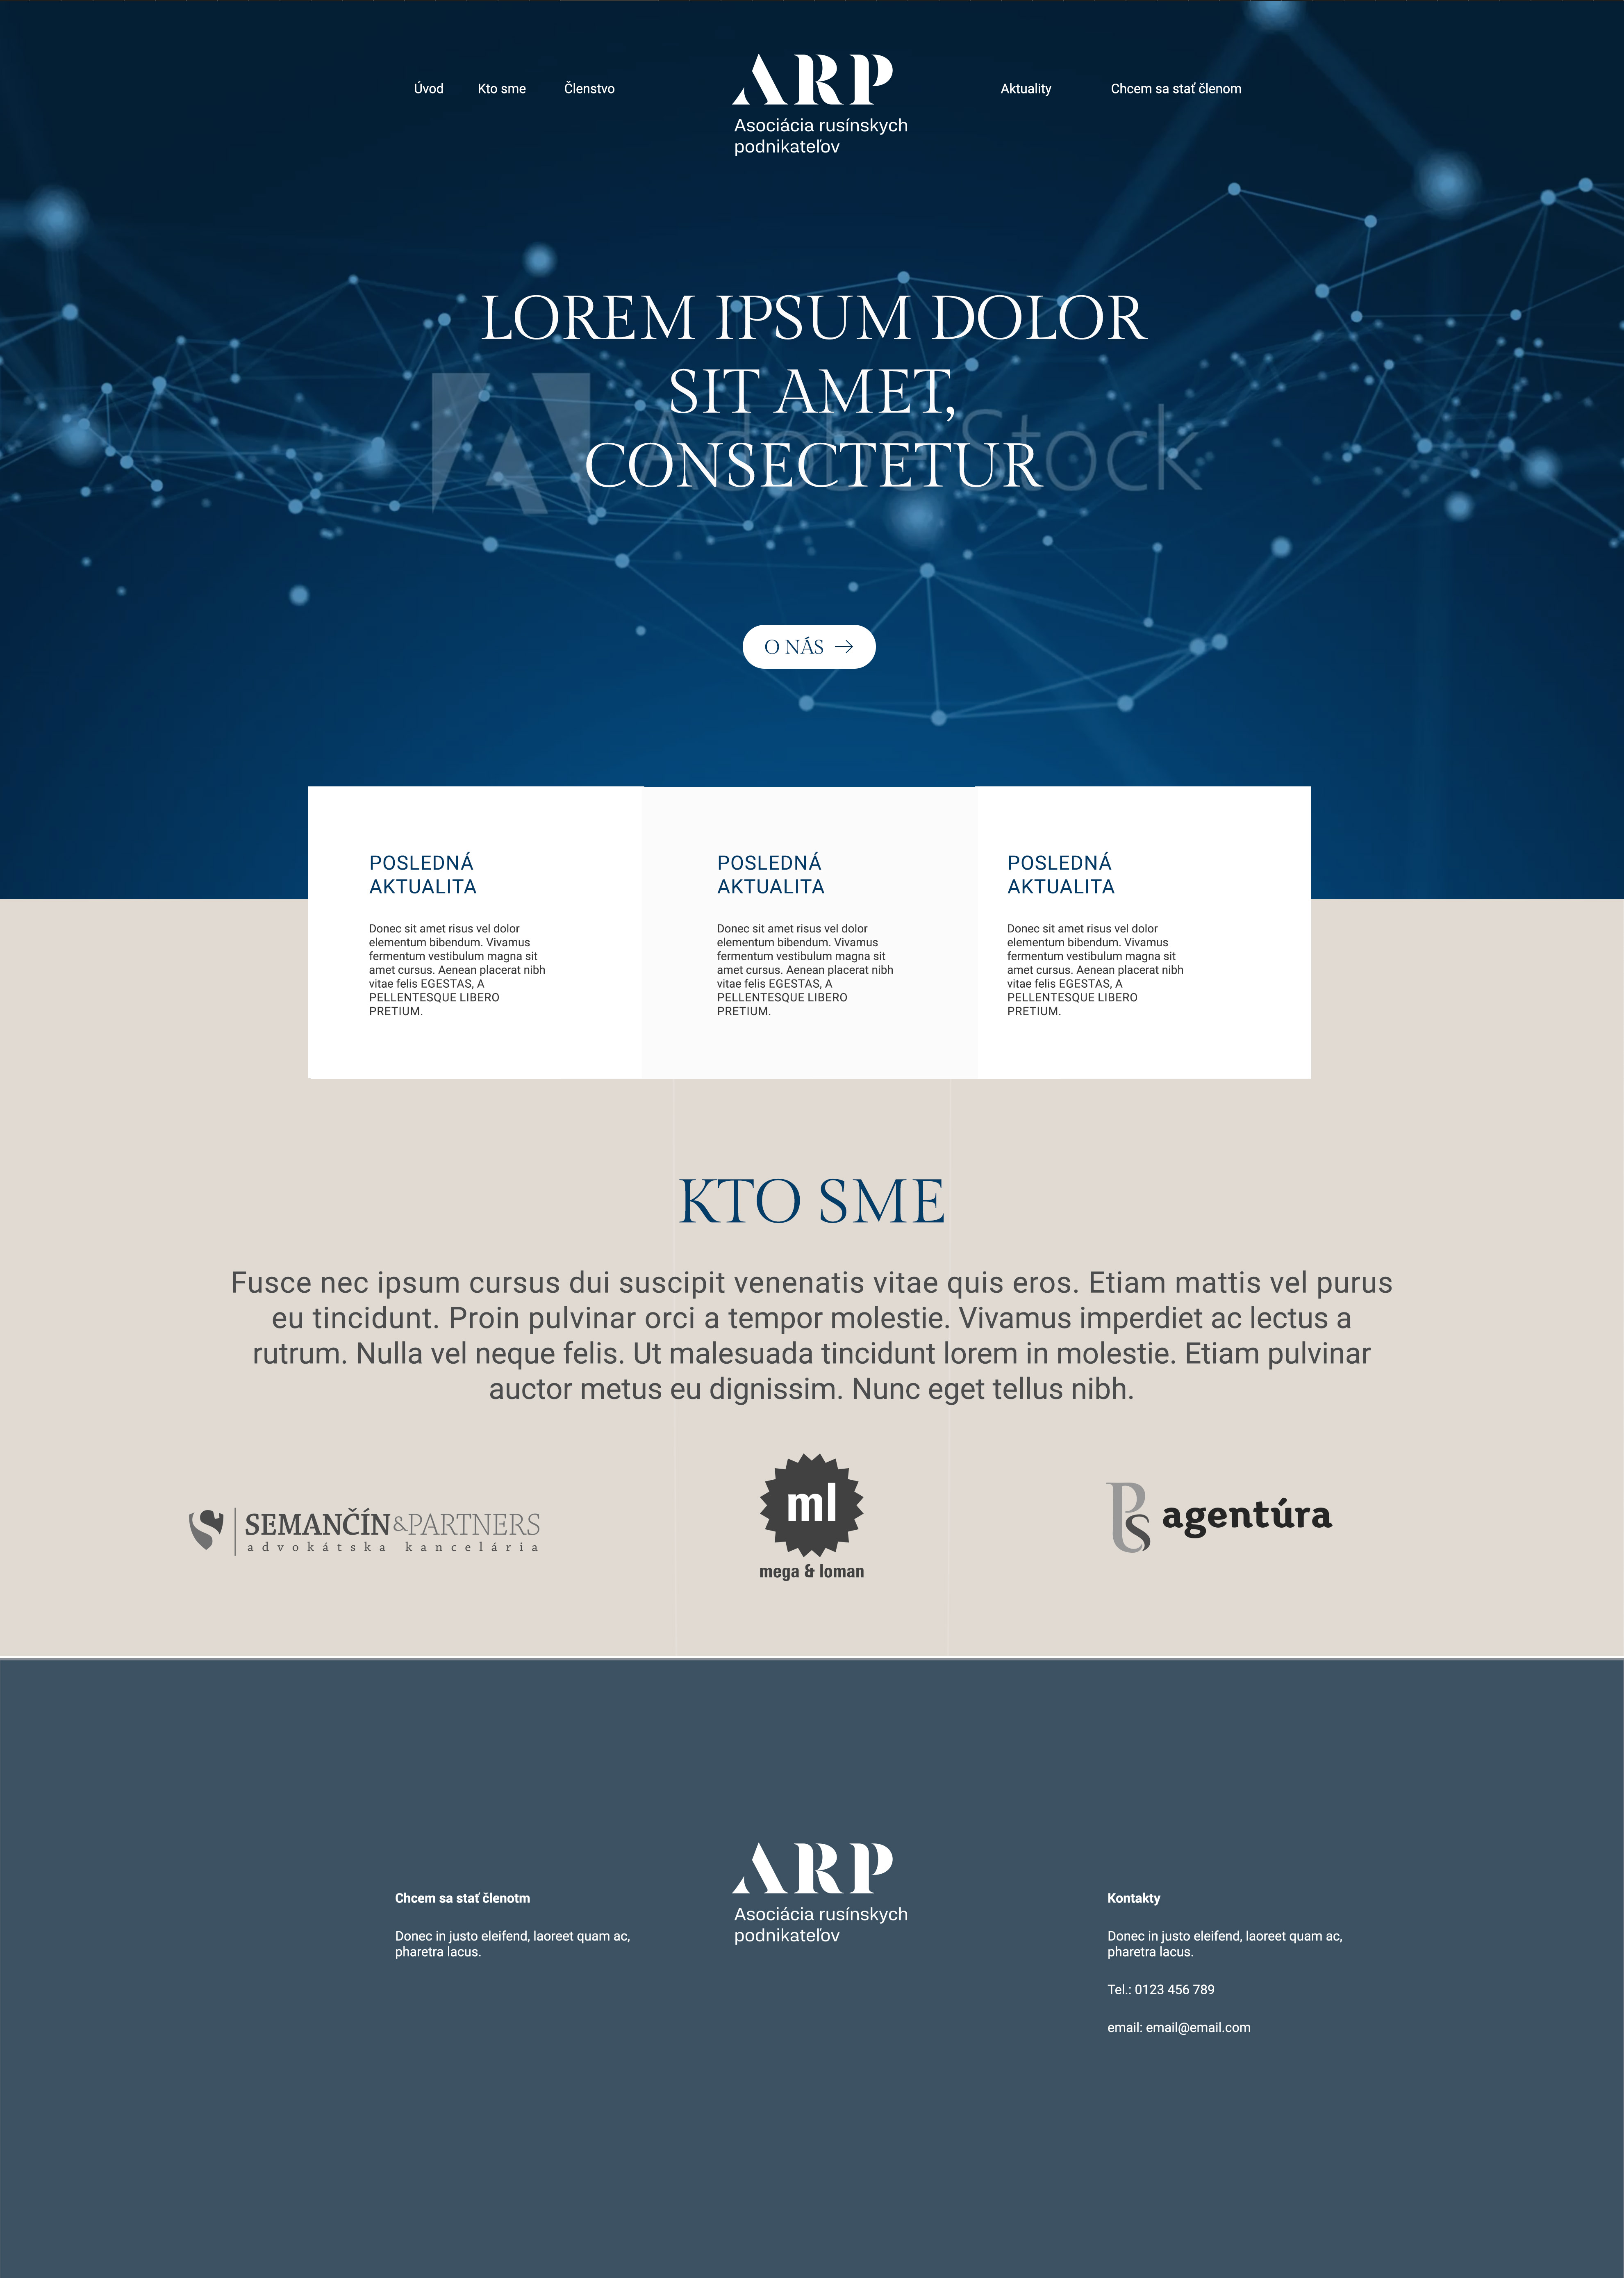 Úvod
Kto sme
Členstvo
ARP
Asociácia rusínskych
podnikateľov
Aktuality
Chcem sa stať členom
LOREM IPSUM DOLOR
SIT AMET,
CONSECTETUR
Adobe Stock
O NÁS →
POSLEDNÁ
AKTUALITA
Donec sit amet risus vel dolor
elementum bibendum. Vivamus
fermentum vestibulum magna sit
amet cursus. Aenean placerat nibh
vitae felis EGESTAS, A
PELLENTESQUE LIBERO
PRETIUM.
POSLEDNÁ
AKTUALITA
Donec sit amet risus vel dolor
elementum bibendum. Vivamus
fermentum vestibulum magna sit
amet cursus. Aenean placerat nibh
vitae felis EGESTAS, A
PELLENTESQUE LIBERO
PRETIUM.
POSLEDNÁ
AKTUALITA
Donec sit amet risus vel dolor
elementum bibendum. Vivamus
fermentum vestibulum magna sit
amet cursus. Aenean placerat nibh
vitae felis EGESTAS, A
PELLENTESQUE LIBERO
PRETIUM.
KTO SME
Fusce nec ipsum cursus dui suscipit venenatis vitae quis eros. Etiam mattis vel purus
eu tincidunt. Proin pulvinar orci a tempor molestie. Vivamus imperdiet ac lectus a
rutrum. Nulla vel neque felis. Ut malesuada tincidunt lorem in molestie. Etiam pulvinar
auctor metus eu dignissim. Nunc eget tellus nibh.
SEMANČÍN&PARTNERS
advokátska kancelária
ml
mega & loman
PS agentúra
Chcem sa stať členotm
Donec in justo eleifend, laoreet quam ac,
pharetra lacus.
ARP
Asociácia rusínskych
podnikateľov
Kontakty
Donec in justo eleifend, laoreet quam ac,
pharetra lacus.
Tel.: 0123 456 789
email: email@email.com